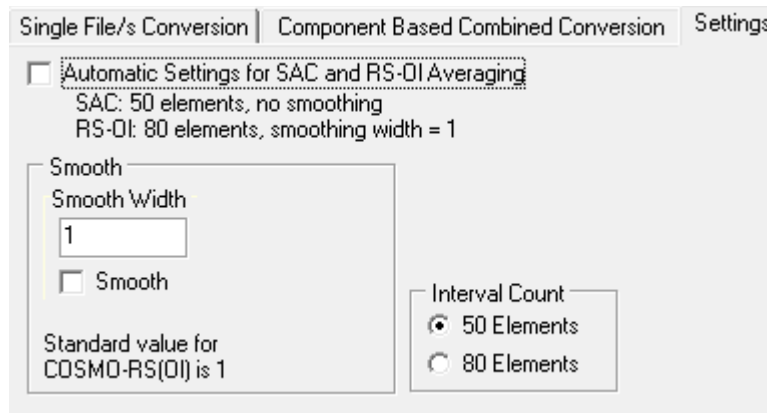 Single File/s Conversion Component Based Combined Conversion Settings
Automatic Settings for SAC and RS-OI Averaging
SAC: 50 elements, no smoothing
RS-OI: 80 elements, smoothing width = 1
Smooth
Smooth Width
1
Smooth
Standard value for
COSMO-RS(OI) is 1
Interval Count
50 Elements
80 Elements